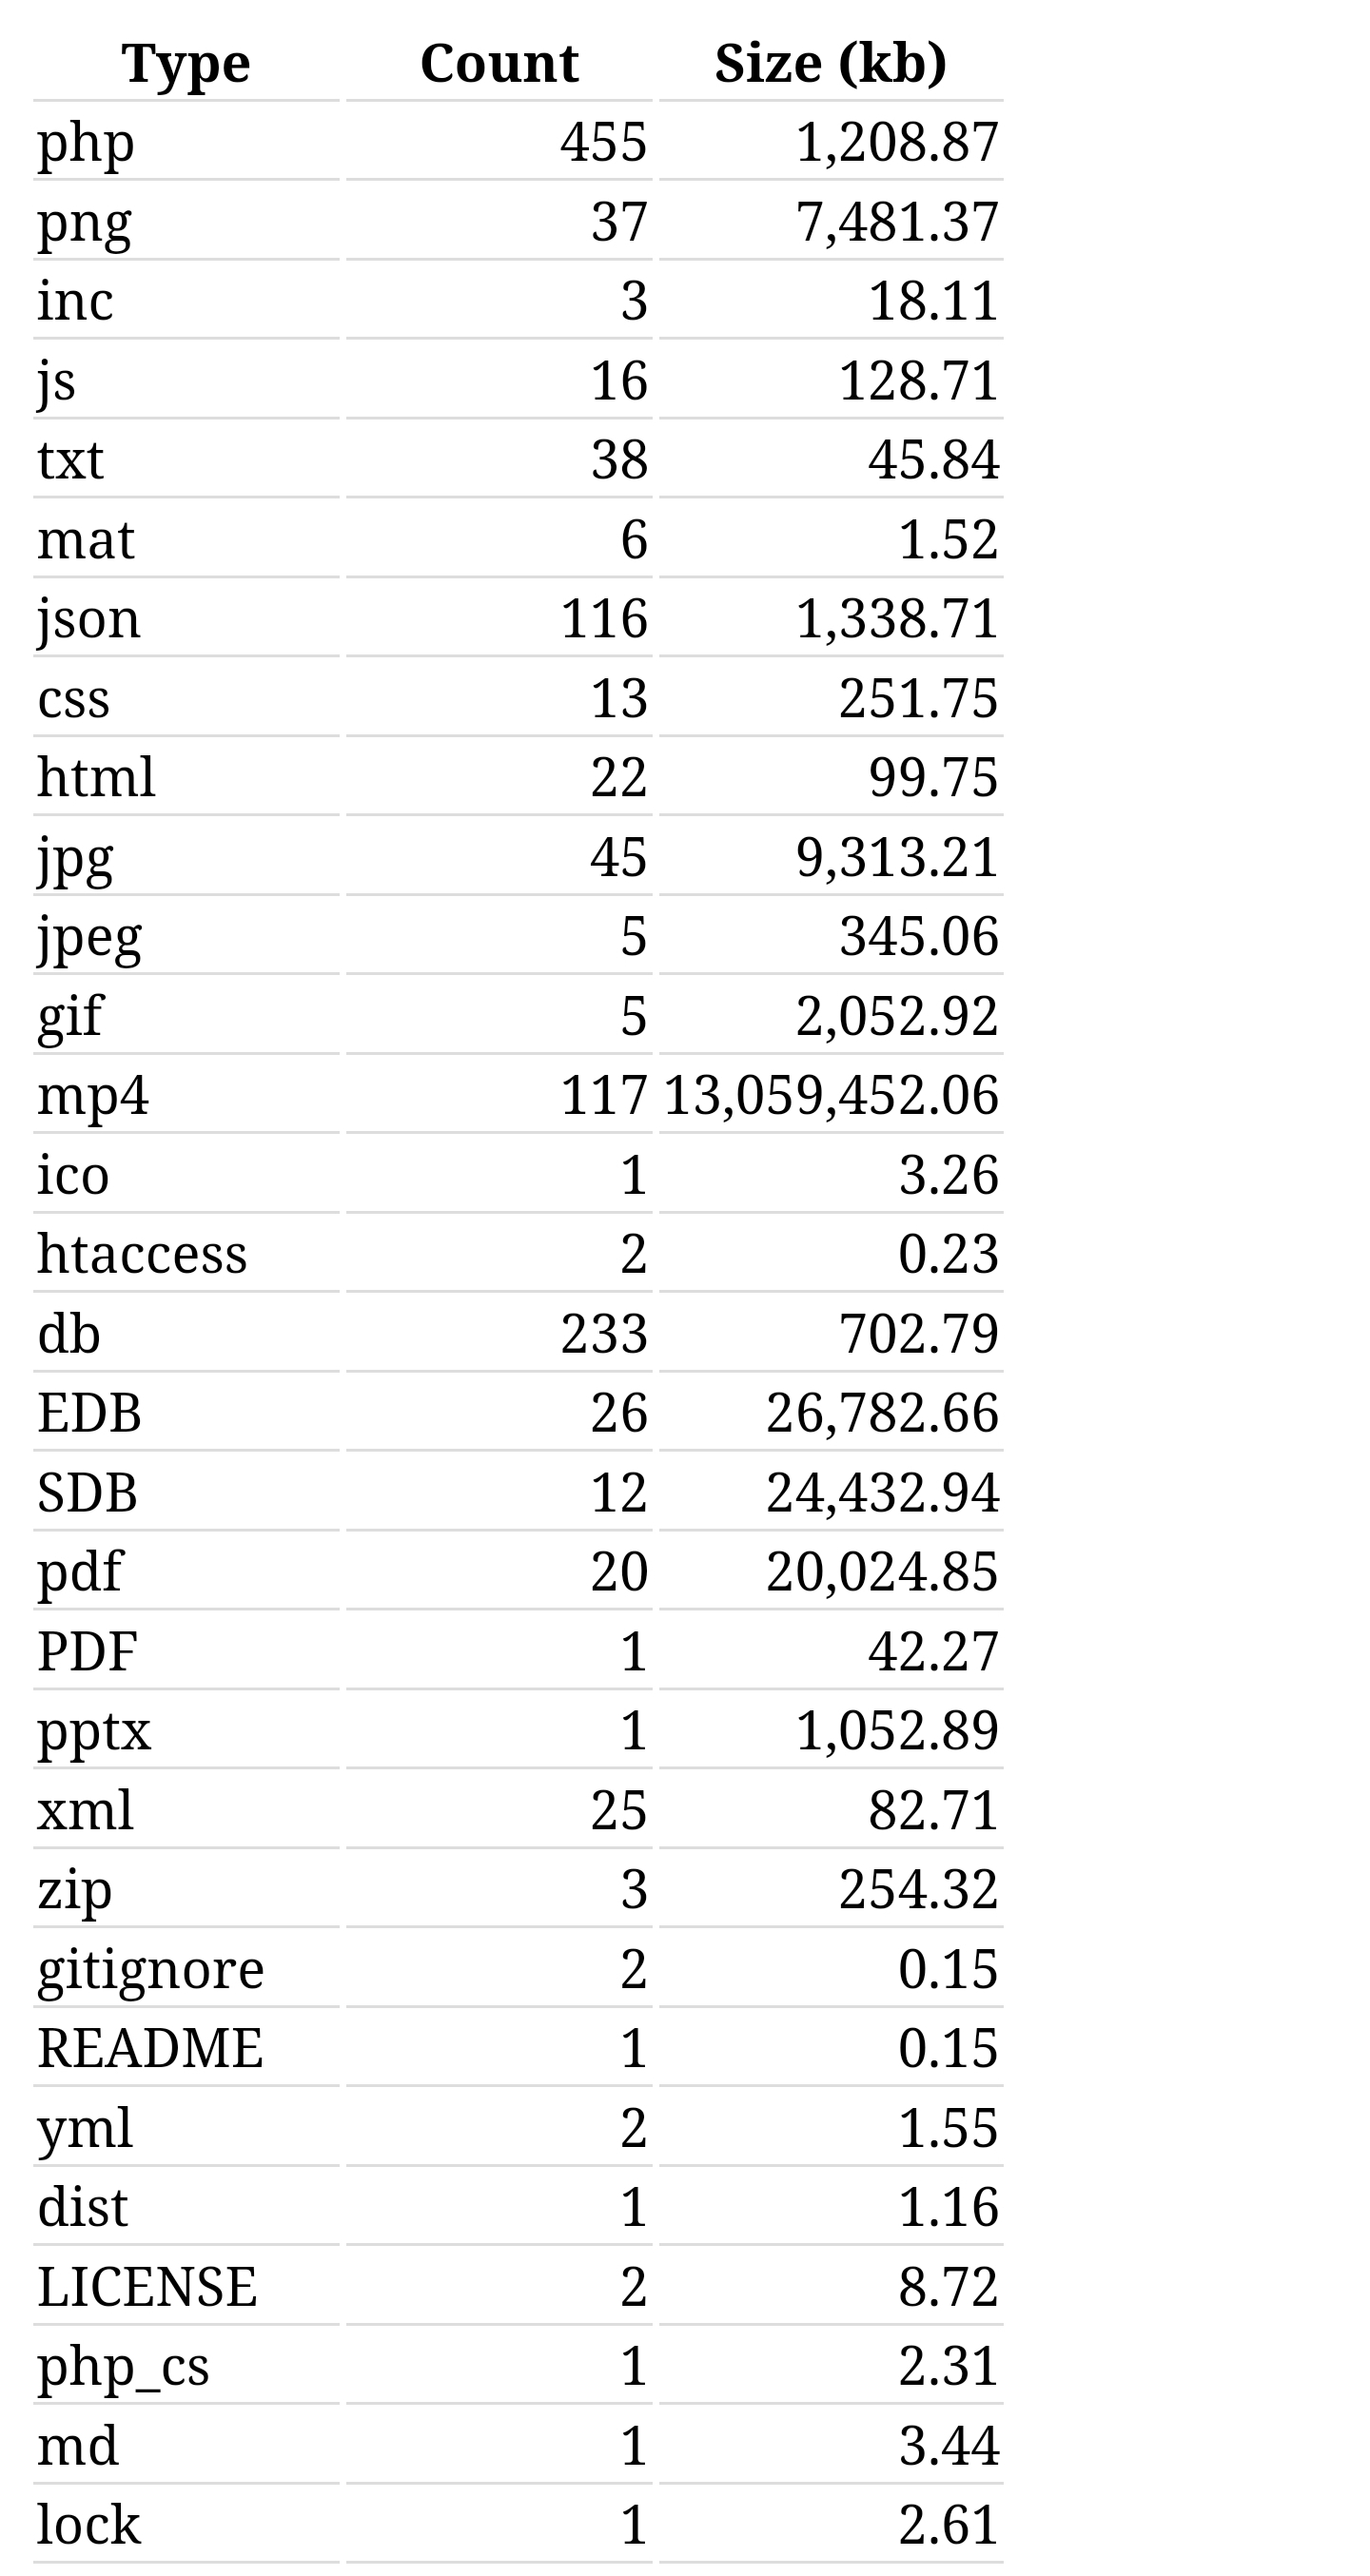 Type Count Size (kb)
php 455 1,208.87
png 37 7,481.37
inc 3 18.11
js 16 128.71
txt 38 45.84
mat 6 1.52
json 116 1,338.71
css 13 251.75
html 22 99.75
jpg 45 9,313.21
jpeg 5 345.06
gif 5 2,052.92
mp4 117 13,059,452.06
ico 1 3.26
htaccess 2 0.23
db 233 702.79
EDB 26 26,782.66
SDB 12 24,432.94
pdf 20 20,024.85
PDF 1 42.27
pptx 1 1,052.89
xml 25 82.71
zip 3 254.32
gitignore 2 0.15
README 1 0.15
yml 2 1.55
dist 1 1.16
LICENSE 2 8.72
php_cs 1 2.31
md 1 3.44
lock 1 2.61